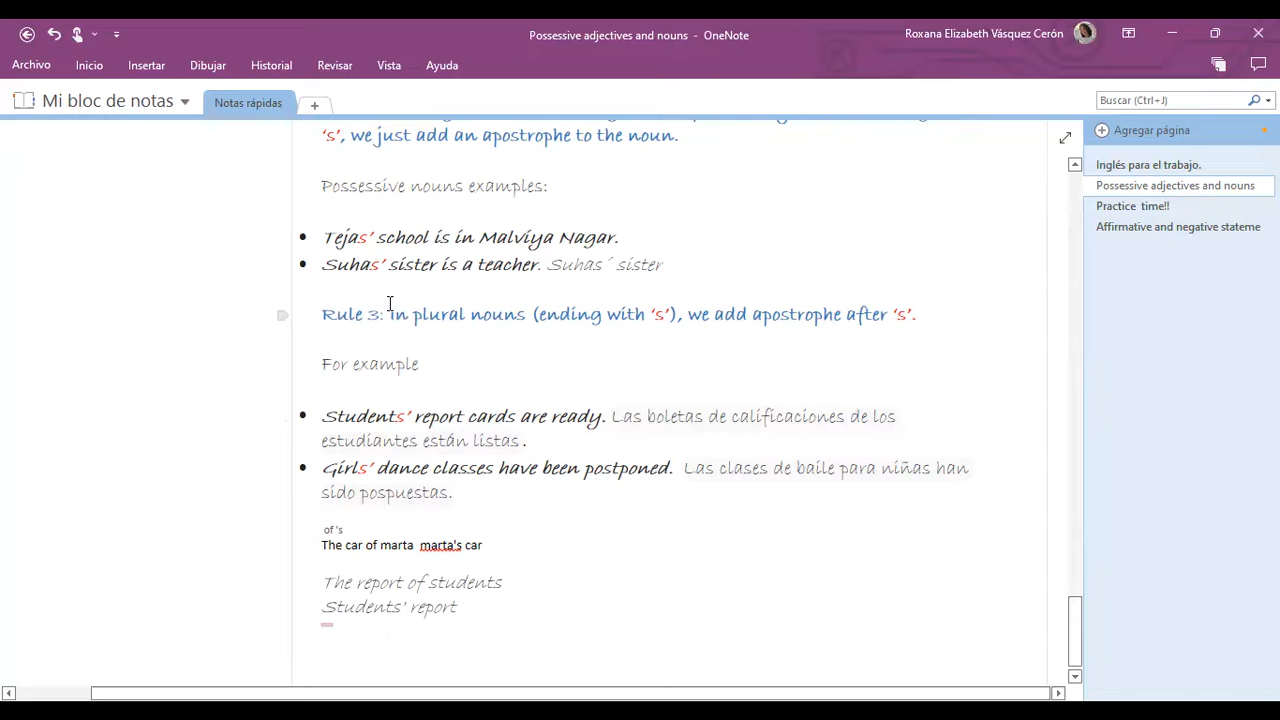 Possessive adjectives and nouns - OneNote
Roxana Elizabeth Vásquez Cerón
Archivo Inicio Insertar Dibujar Historial Revisar Vista Ayuda
Mi bloc de notas
Notas rápidas
Buscar (Ctrl+J)
Agregar página
Inglés para el trabajo.
Possessive adjectives and nouns
Practice time!!
Affirmative and negative stateme
's', we just add an apostrophe to the noun.
Possessive nouns examples:
• Tejas' school is in Malviya Nagar.
• Suhas' sister is a teacher. Suhas´ sister
Rule 3: In plural nouns (ending with 's'), we add apostrophe after 's'.
For example
• Students' report cards are ready. Las boletas de calificaciones de los
estudiantes están listas .
• Girls' dance classes have been postponed. Las clases de baile para niñas han
sido pospuestas.
of 's
The car of marta marta's car
The report of students
Students' report